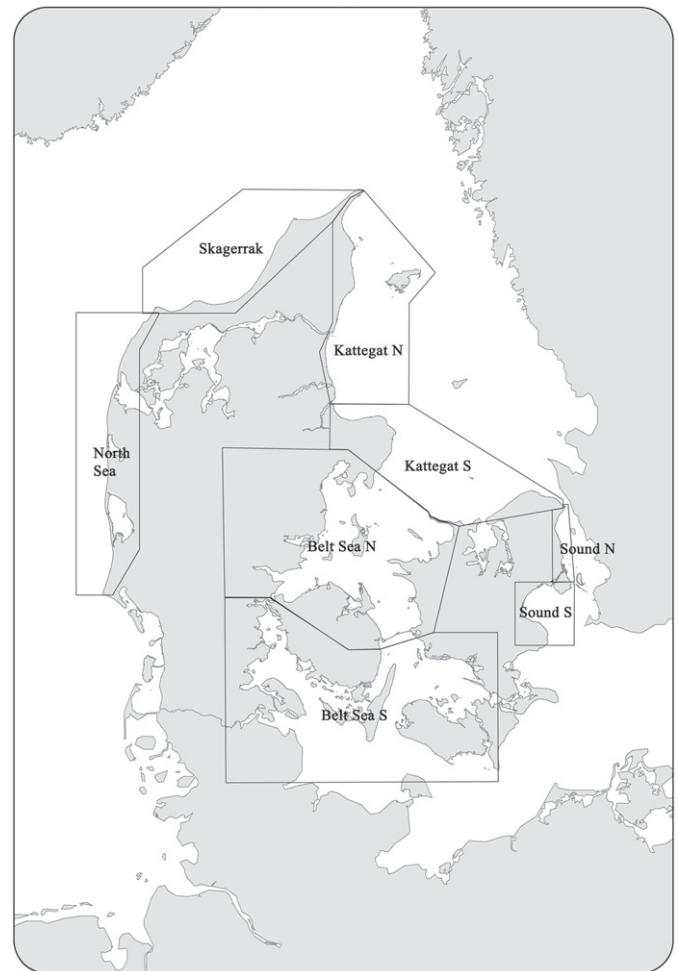 Skagerrak
Kattegat N
North
Sea
Kattegat S
Belt Sea N
Sound N
Sound S
Belt Sea S